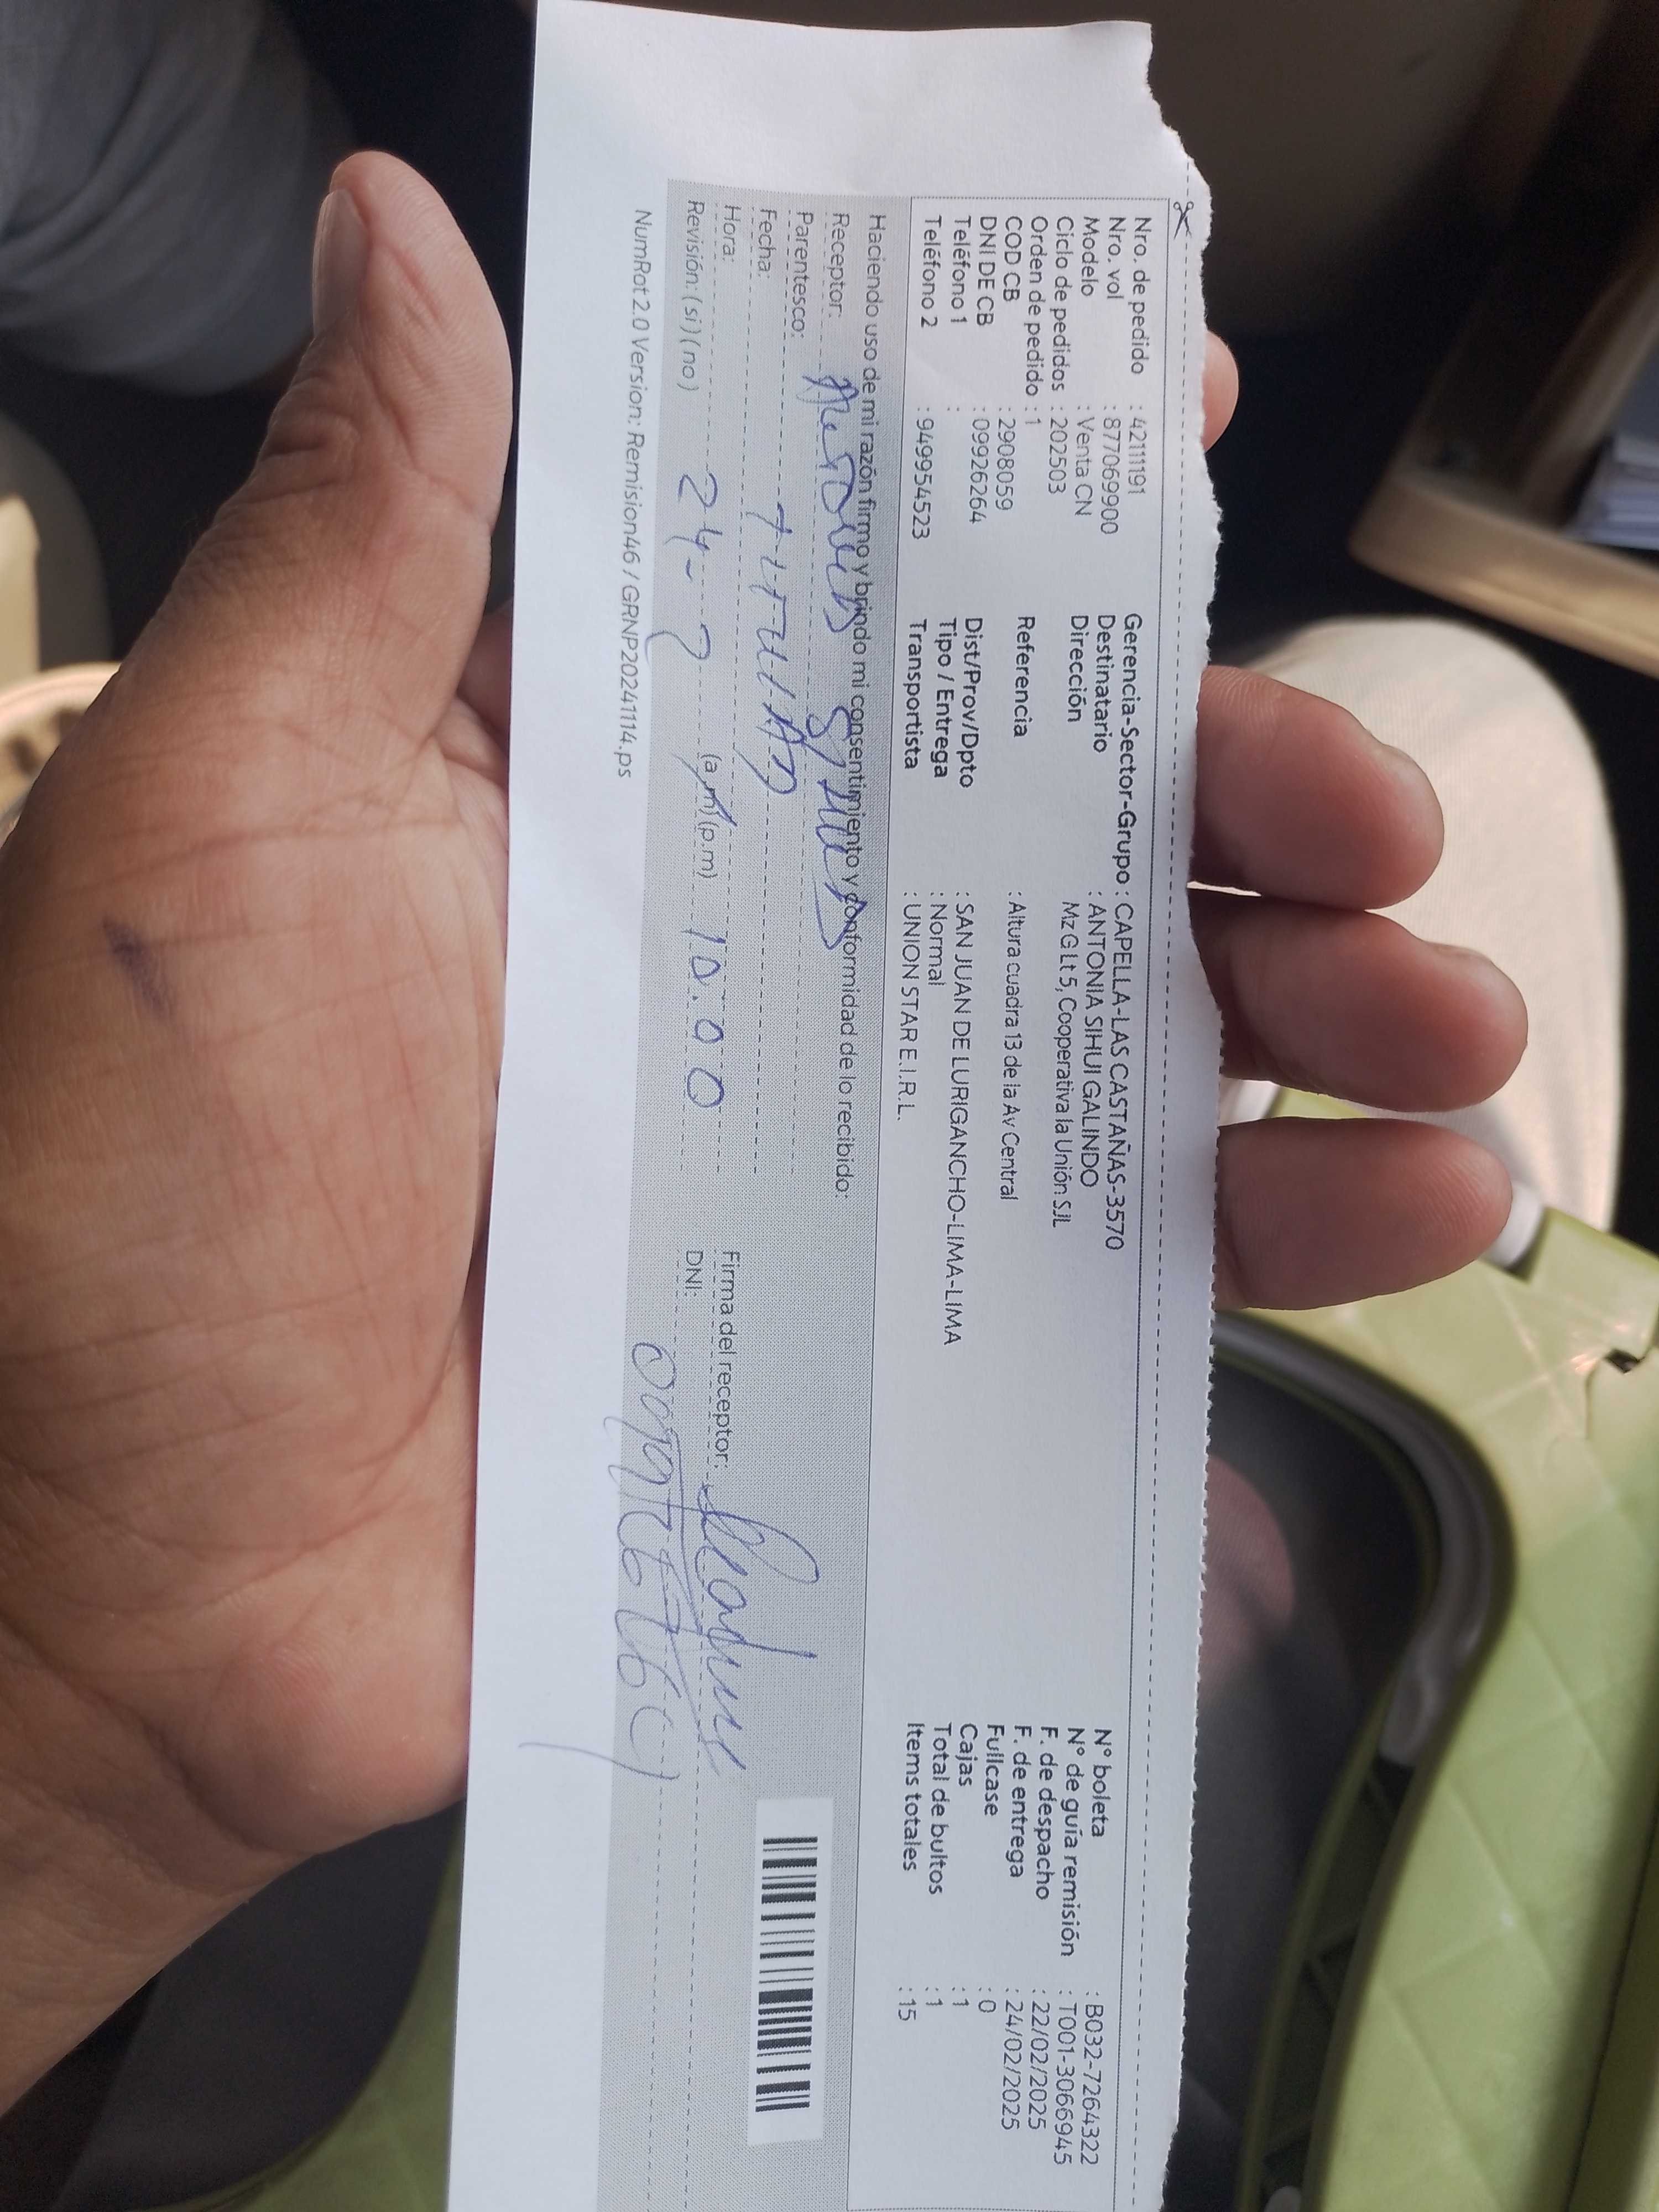 Nro. de pedido : 42111191
Nro. vol : 877069900
Modelo : Venta CN
Ciclo de pedidos : 202503
Orden de pedido : 1
COD CB : 2908059
DNI DE CB : 09926264
Teléfono 1 :
Teléfono 2 : 949954523
Gerencia-Sector-Grupo : CAPELLA-LAS CASTAÑAS-3570
Destinatario : ANTONIA SIHUI GALINDO
Dirección Mz G Lt 5, Cooperativa la Unión SJL
Referencia : Altura cuadra 13 de la Av Central
Dist/Prov/Dpto : SAN JUAN DE LURIGANCHO-LIMA-LIMA
Tipo / Entrega : Normal
Transportista : UNION STAR E.I.R.L.
N° boleta : B032-7264322
N° de guía remisión : T001-3066945
F. de despacho : 22/02/2025
F. de entrega : 24/02/2025
Fullcase : 0
Cajas : 1
Total de bultos : 1
Items totales : 15
Haciendo uso de mi razón firmo y brindo mi consentimiento y conformidad de lo recibido:
Receptor:
Parentesco: titular
Fecha:
Hora: 24-2 (a.m) (p.m) 10.00
Revisión: (si) (no)
Firma del receptor:
DNI:
NumRot 2.0 Version: Remision46 / GRNP20241114.ps